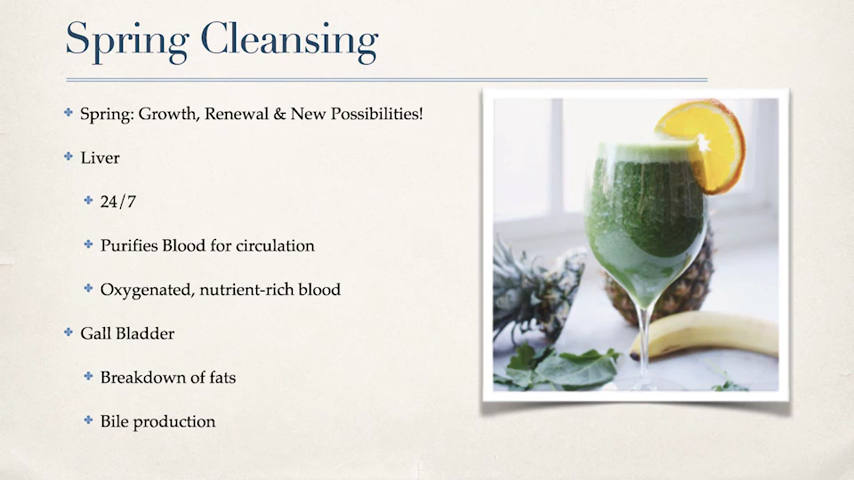 Spring Cleansing
Spring: Growth, Renewal & New Possibilities!
Liver
24/7
Purifies Blood for circulation
Oxygenated, nutrient-rich blood
Gall Bladder
Breakdown of fats
Bile production